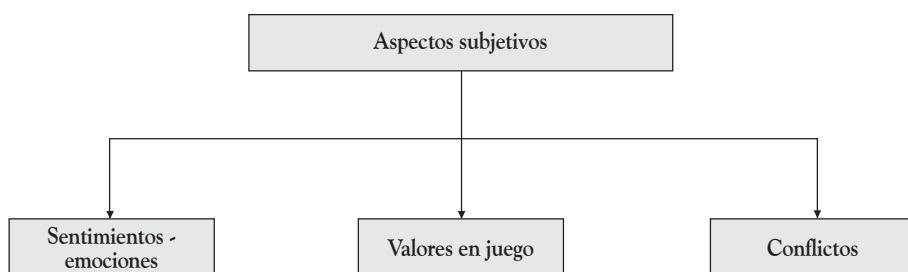 Aspectos subjetivos
Sentimientos -
emociones
Valores en juego
Conflictos